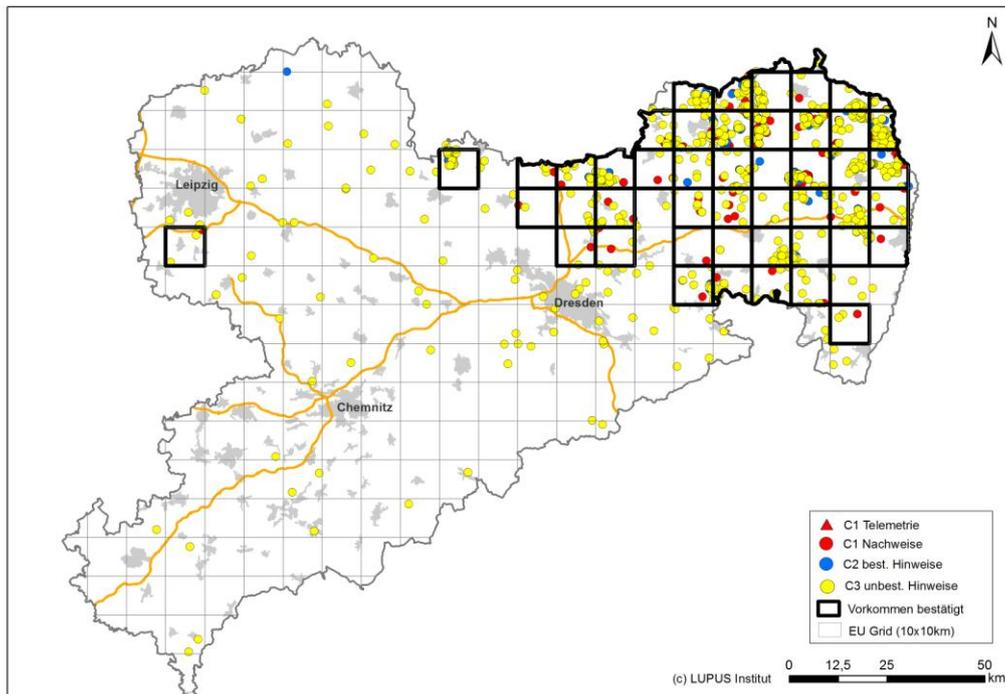 N
Leipzig
Dresden
Chemnitz
C1 Telemetrie
C1 Nachweise
C2 best. Hinweise
C3 unbest. Hinweise
Vorkommen bestätigt
EU Grid (10x10km)
(c) LUPUS Institut
0 12,5 25 50
km